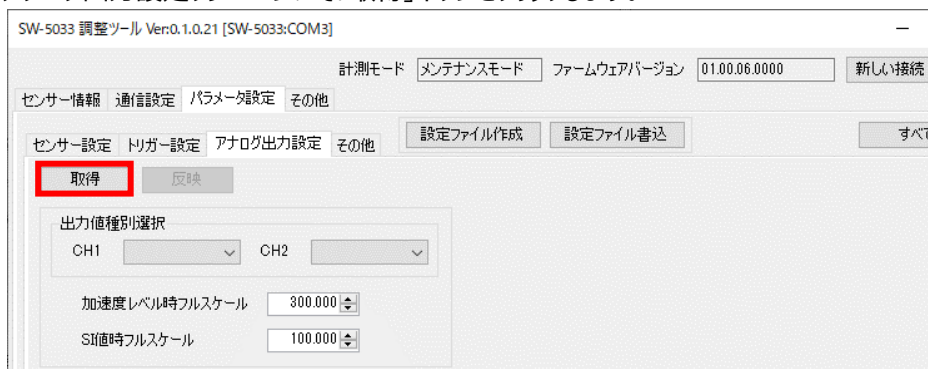 SW-5033 調整ツール Ver:0.1.0.21 [SW-5033:COM3]
計測モード メンテナンスモード ファームウェアバージョン 01.00.06.0000 新しい接続
センサー情報 通信設定 パラメータ設定 その他
設定ファイル作成 設定ファイル書込 すべて
センサー設定 トリガー設定 アナログ出力設定 その他
取得 反映
出力値種別選択
CH1 CH2
加速度レベル時フルスケール 300.000
SI値時フルスケール 100.000